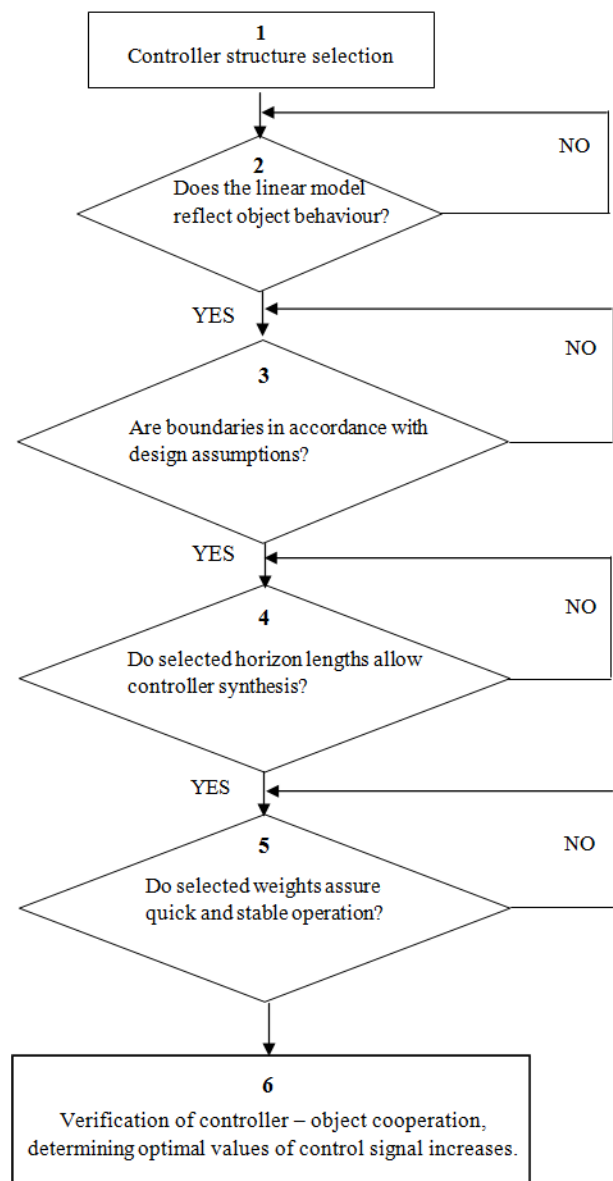 1
Controller structure selection
NO
2
Does the linear model
reflect object behaviour?
YES
NO
3
Are boundaries in accordance with
design assumptions?
YES
NO
4
Do selected horizon lengths allow
controller synthesis?
YES
NO
5
Do selected weights assure
quick and stable operation?
6
Verification of controller – object cooperation,
determining optimal values of control signal increases.